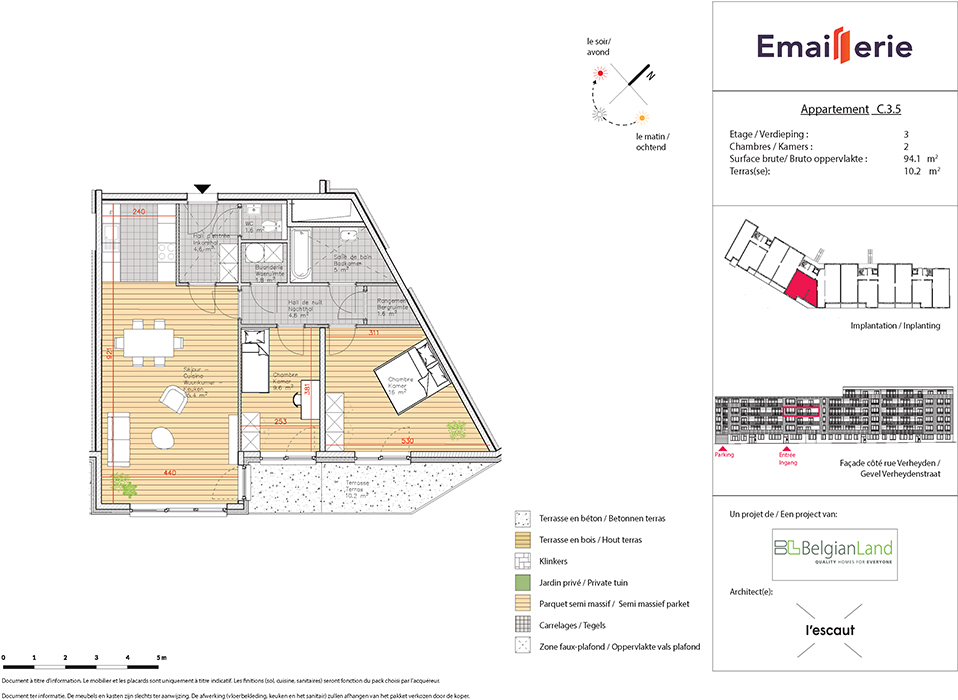 le soir/
avond
N
le matin /
ochtend
Emaillerie
Appartement C.3.5
Etage / Verdieping : 3
Chambres / Kamers : 2
Surface brute/ Bruto oppervlakte : 94.1 m²
Terras(se): 10.2 m²
240
WC
1.6 m²
Hall d'entrée
Inkomhal
4.6 m²
Buanderie
Wasruimte
1.8 m²
Salle de bain
Badkamer
5 m²
Hall de nuit
Nachthal
4.8 m²
Rangement
Bergruimte
1.6 m²
311
921
Séjour -
Cuisine
Woonkamer -
Keuken
Chambre
Kamer
9.6 m²
381
Chambre
Kamer
16 m²
253
530
440
Terrasse
Terras
10.2 m²
Implantation / Inplanting
Parking
Entrée
Ingang
Façade côté rue Verheyden /
Gevel Verheydenstraat
Terrasse en béton / Betonnen terras
Terrasse en bois / Hout terras
Klinkers
Jardin privé / Private tuin
Parquet semi massif / Semi massief parket
Carrelages / Tegels
Zone faux-plafond / Oppervlakte vals plafond
Un projet de / Een project van:
BelgianLand
QUALITY HOMES FOR EVERYONE
Architect(e):
l'escaut
0 1 2 3 4 5 m
Document à titre d'information. Le mobilier et les placards sont uniquement à titre indicatif. Les finitions (sol, cuisine, sanitaires) seront fonction du pack choisi par l'acquéreur.
Document ter informatie. De meubels en kasten zijn slechts ter aanwijzing. De afwerking (vloerbekleding, keuken en het sanitair) zullen afhangen van het pakket verkozen door de koper.